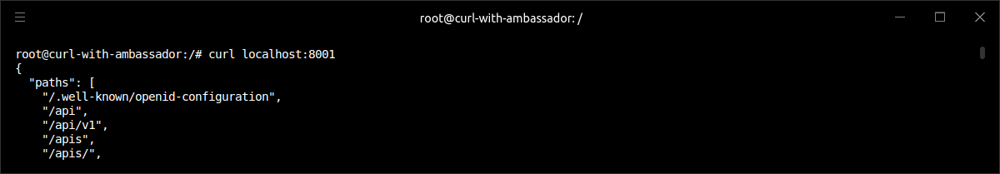 root@curl-with-ambassador: /
root@curl-with-ambassador:/# curl localhost:8001
{
  "paths": [
    "/.well-known/openid-configuration",
    "/api",
    "/api/v1",
    "/apis",
    "/apis/",